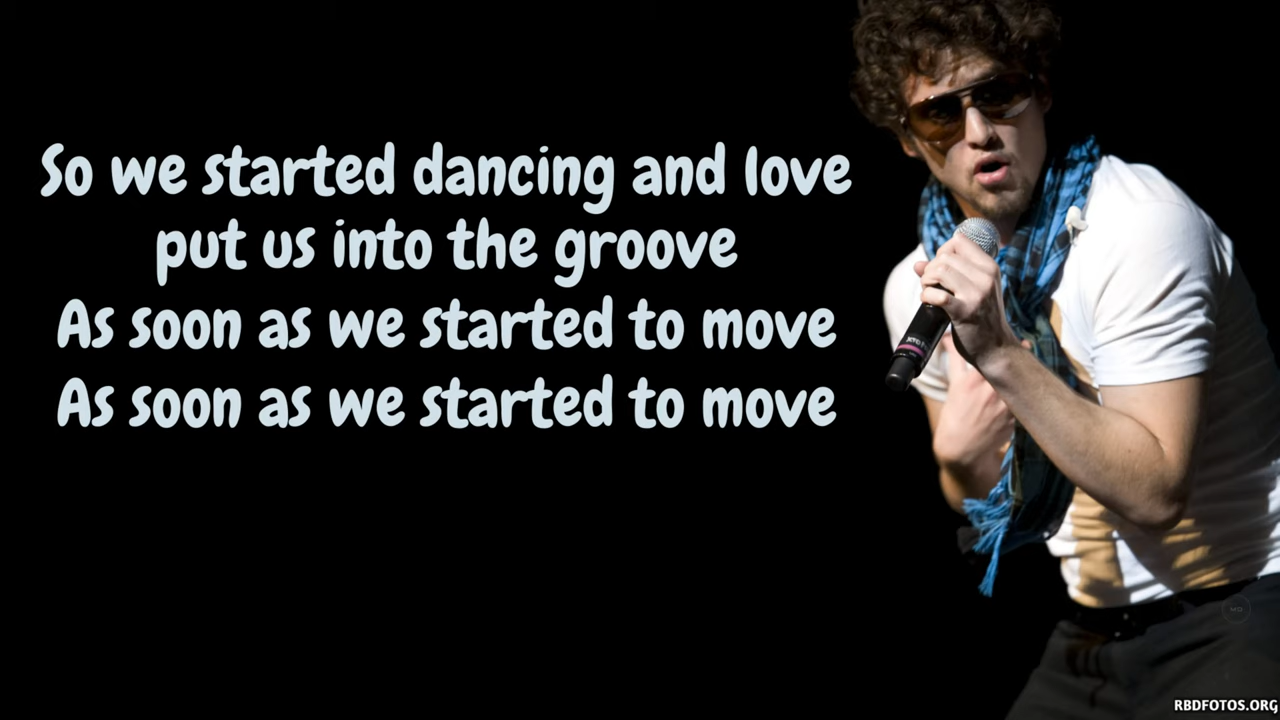 So we started dancing and love
put us into the groove
As soon as we started to move
As soon as we started to move
RBDFOTOS.ORG